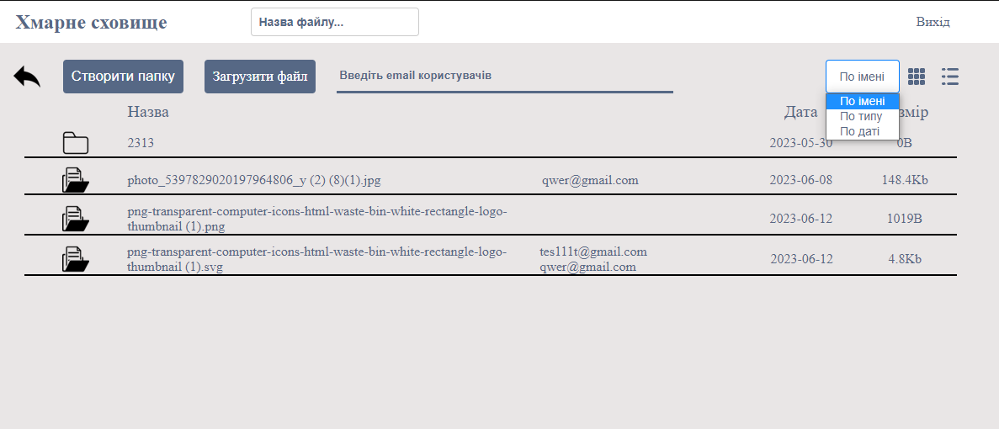 Хмарне сховище
Назва файлу...
Вихід
Створити папку
Загрузити файл
Введіть email користувачів
По імені
По імені
По типу
По даті
Назва
Дата
змір
2313
2023-05-30
0B
photo_5397829020197964806_y (2) (8)(1).jpg
qwer@gmail.com
2023-06-08
148.4Kb
png-transparent-computer-icons-html-waste-bin-white-rectangle-logo-
thumbnail (1).png
2023-06-12
1019B
png-transparent-computer-icons-html-waste-bin-white-rectangle-logo-
thumbnail (1).svg
tes111t@gmail.com
qwer@gmail.com
2023-06-12
4.8Kb